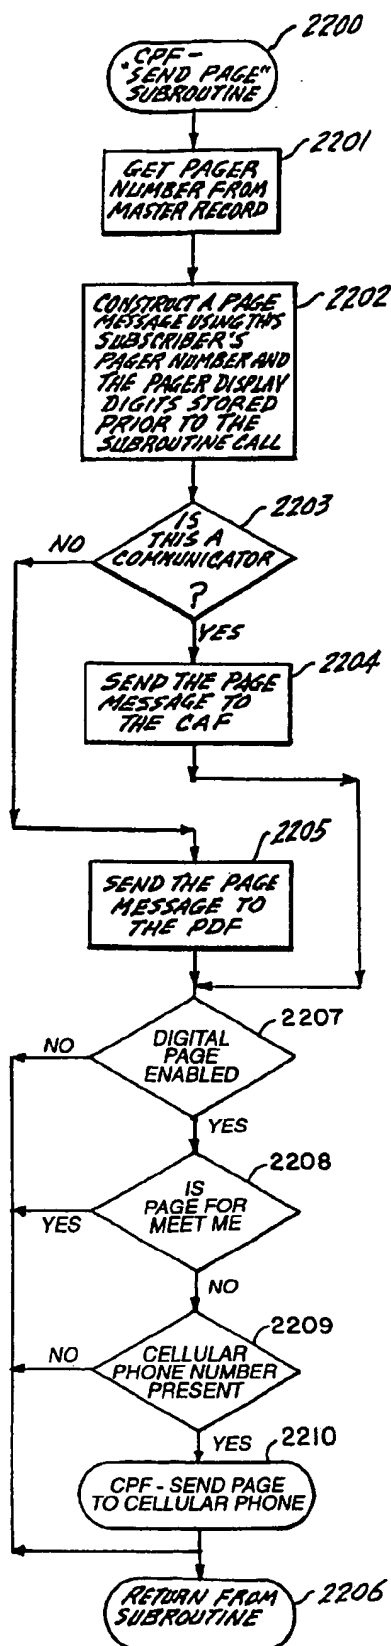 2200
"CPF-
SEND PAGE"
SUBROUTINE
2201
GET PAGER
NUMBER FROM
MASTER RECORD
2202
CONSTRUCT A PAGE
MESSAGE USING THIS
SUBSCRIBER'S
PAGER NUMBER AND
THE PAGER DISPLAY
DIGITS STORED
PRIOR TO THE
SUBROUTINE CALL
2203
IS
THIS A
COMMUNICATOR
?
NO
YES
2204
SEND THE PAGE
MESSAGE TO
THE CAF
2205
SEND THE PAGE
MESSAGE TO
THE PDF
2207
DIGITAL
PAGE
ENABLED
NO
YES
2208
IS
PAGE FOR
MEET ME
YES
NO
2209
CELLULAR
PHONE NUMBER
PRESENT
NO
YES
2210
CPF - SEND PAGE
TO CELLULAR PHONE
2206
RETURN FROM
SUBROUTINE